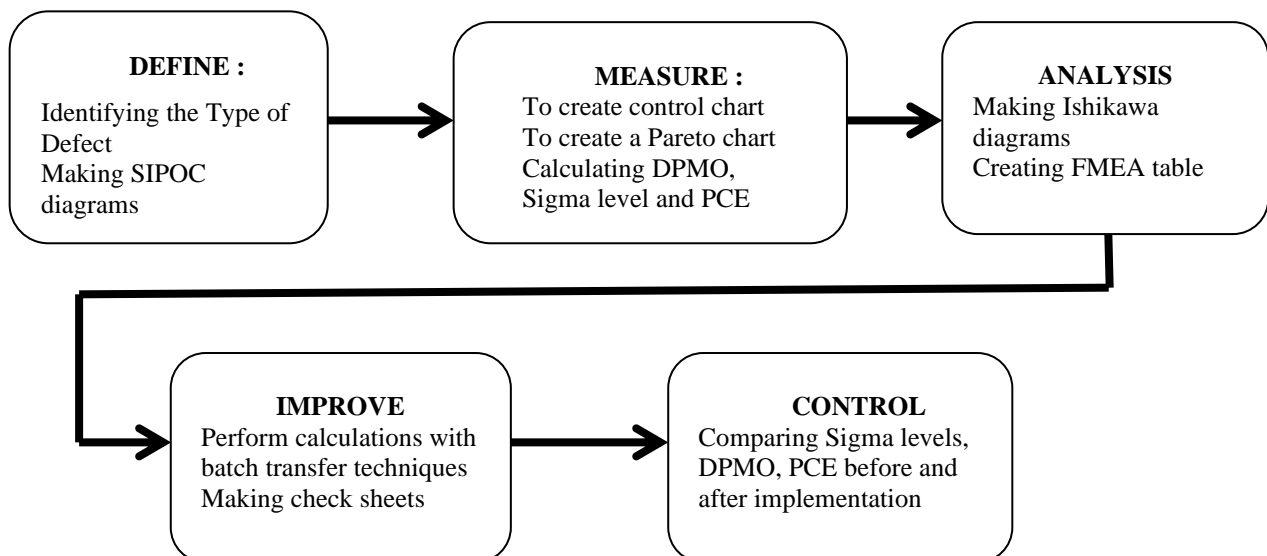 DEFINE :
Identifying the Type of
Defect
Making SIPOC
diagrams
MEASURE :
To create control chart
To create a Pareto chart
Calculating DPMO,
Sigma level and PCE
ANALYSIS
Making Ishikawa
diagrams
Creating FMEA table
IMPROVE
Perform calculations with
batch transfer techniques
Making check sheets
CONTROL
Comparing Sigma levels,
DPMO, PCE before and
after implementation